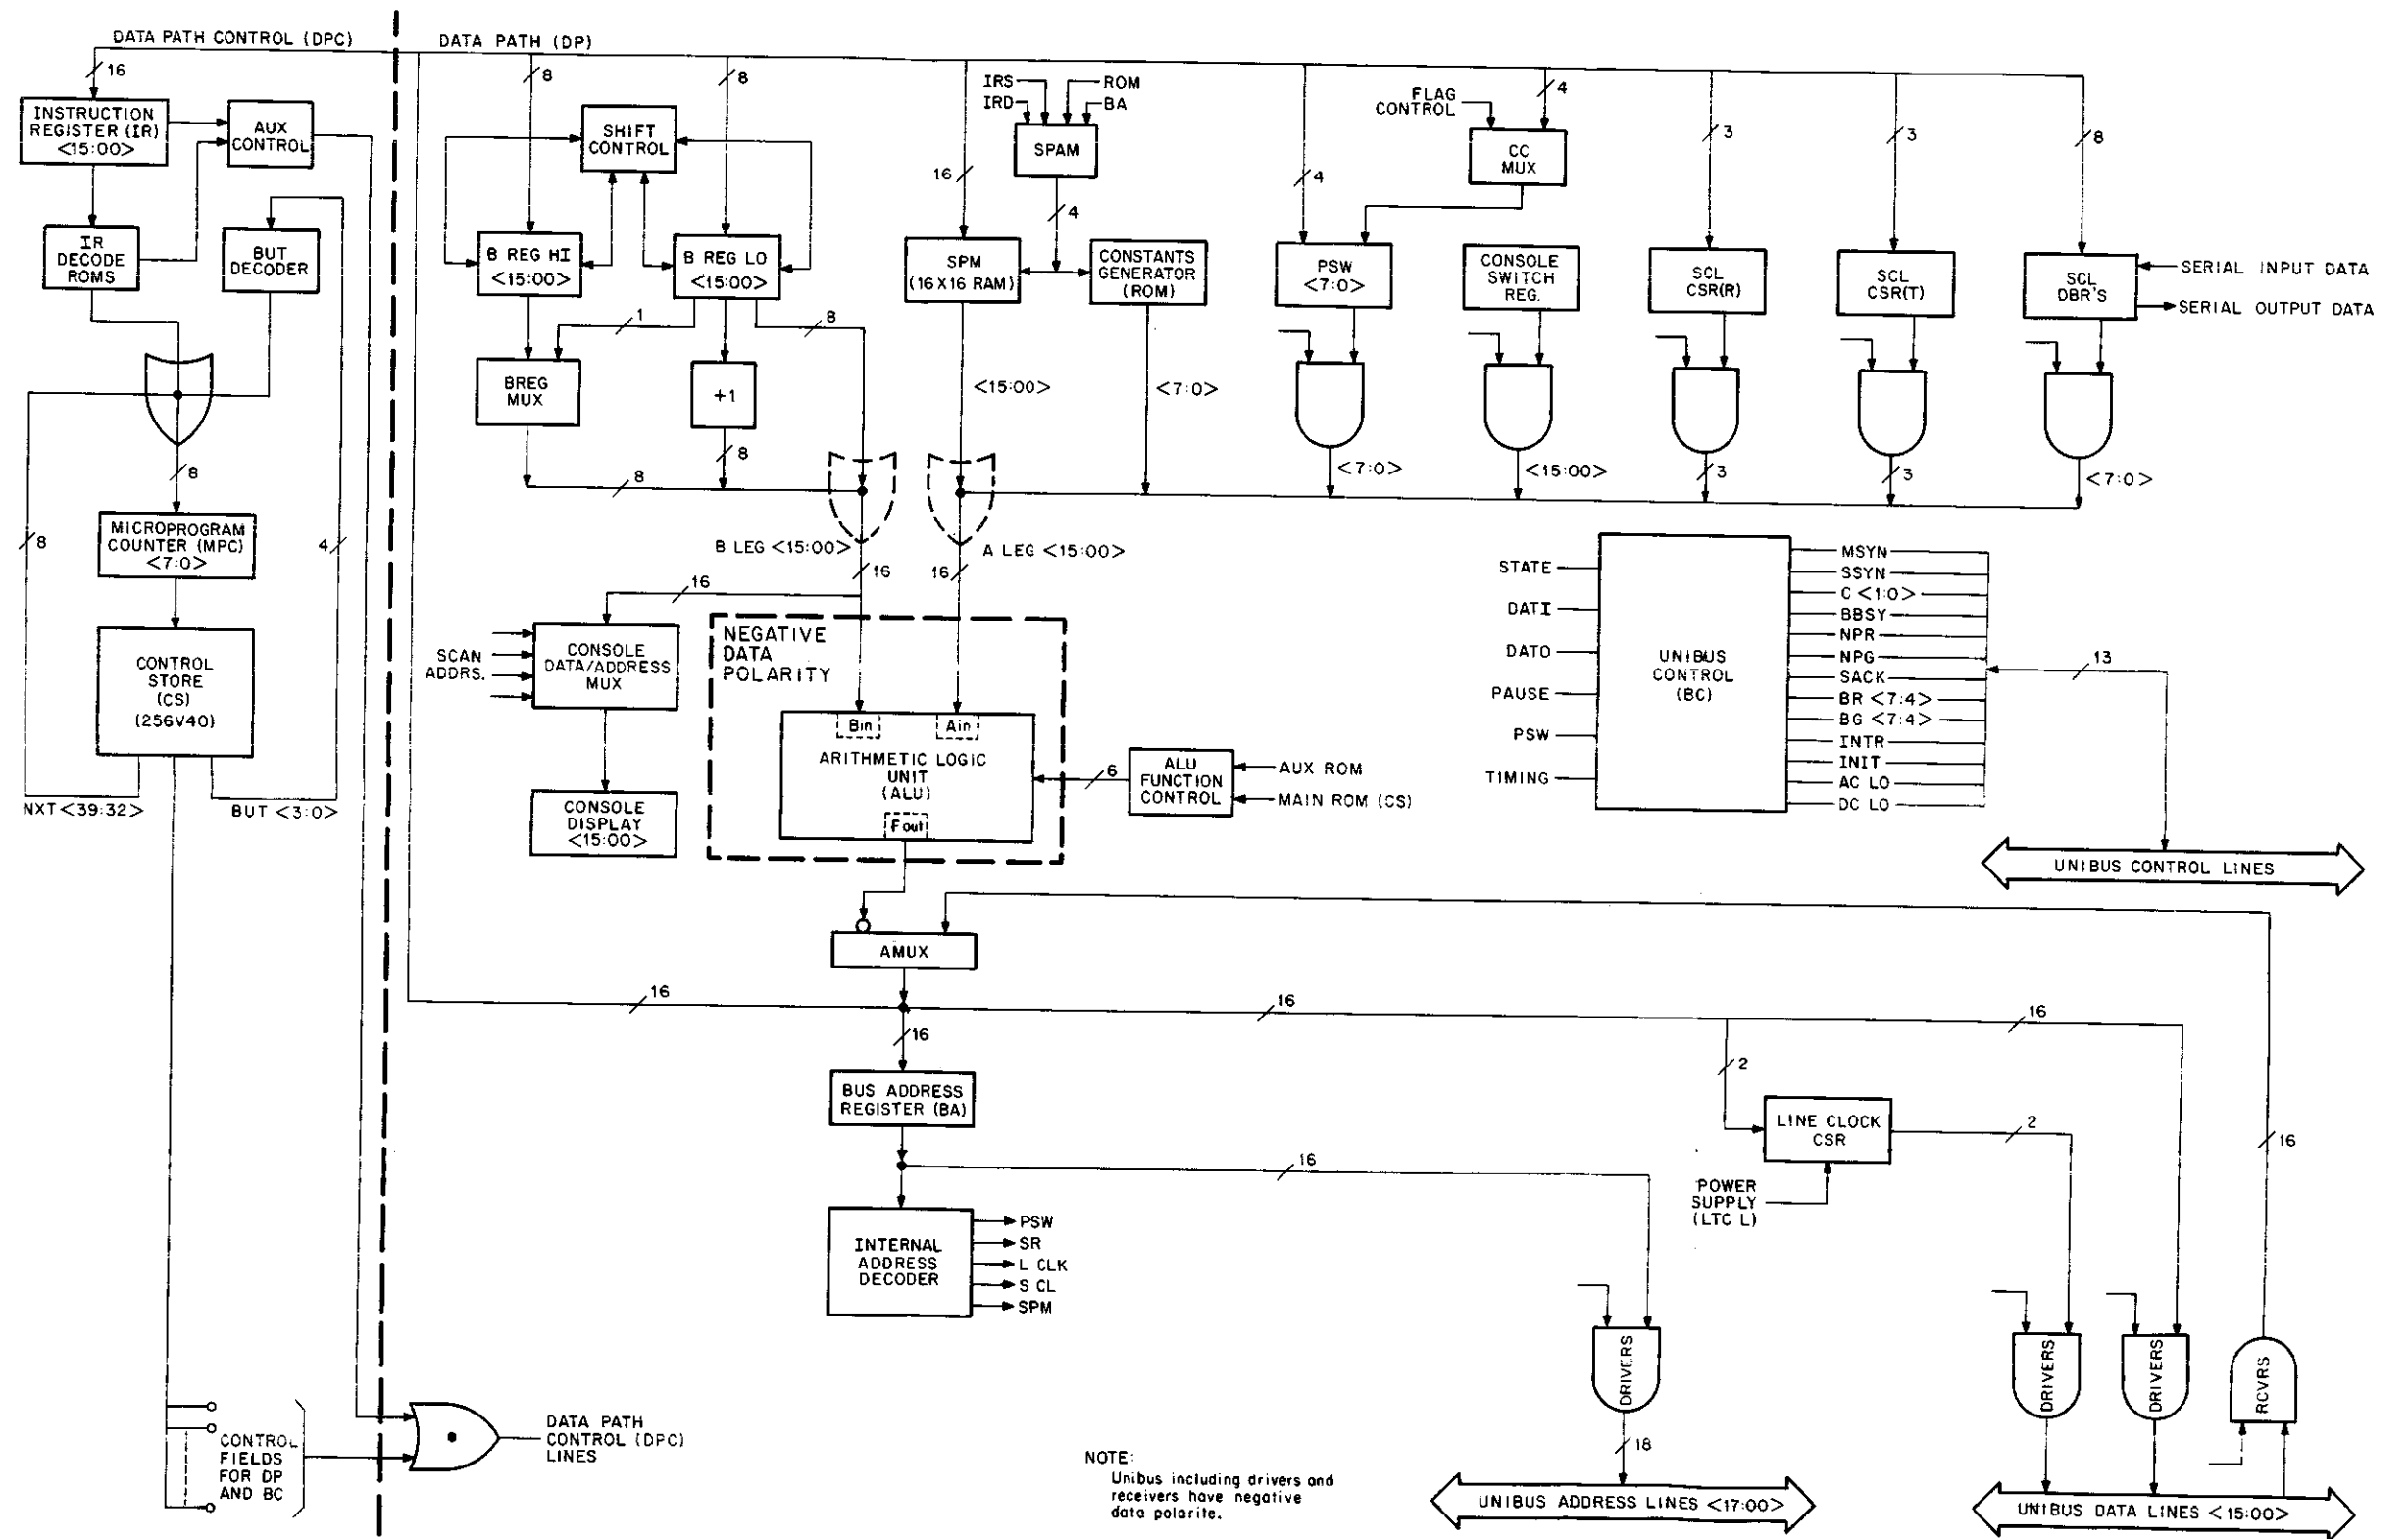 DATA PATH CONTROL (DPC)
DATA PATH (DP)
16
INSTRUCTION
REGISTER (IR)
<15:00>
AUX
CONTROL
IR
DECODE
ROMS
BUT
DECODER
8
8
4
MICROPROGRAM
COUNTER (MPC)
<7:0>
CONTROL
STORE
(CS)
(256V40)
NXT <39:32>
BUT <3:0>
CONTROL
FIELDS
FOR DP
AND BC
DATA PATH
CONTROL (DPC)
LINES
8
8
SHIFT
CONTROL
B REG HI
<15:00>
B REG LO
<15:00>
1
8
BREG
MUX
+1
8
8
B LEG <15:00>
16
16
IRS
IRD
ROM
BA
SPAM
16
4
SPM
(16 X 16 RAM)
CONSTANTS
GENERATOR
(ROM)
<15:00>
<7:0>
A LEG <15:00>
16
4
FLAG
CONTROL
4
CC
MUX
PSW
<7:0>
CONSOLE
SWITCH
REG.
3
SCL
CSR(R)
3
SCL
CSR(T)
8
SCL
DBR'S
SERIAL INPUT DATA
SERIAL OUTPUT DATA
<7:0>
<15:00>
3
3
<7:0>
SCAN
ADDRS.
CONSOLE
DATA/ADDRESS
MUX
CONSOLE
DISPLAY
<15:00>
NEGATIVE
DATA
POLARITY
Bin
Ain
ARITHMETIC LOGIC
UNIT
(ALU)
Fout
6
ALU
FUNCTION
CONTROL
AUX ROM
MAIN ROM (CS)
STATE
DATI
DATO
PAUSE
PSW
TIMING
UNIBUS
CONTROL
(BC)
MSYN
SSYN
C <1:0>
BBSY
NPR
NPG
SACK
BR <7:4>
BG <7:4>
INTR
INIT
AC LO
DC LO
13
UNIBUS CONTROL LINES
AMUX
16
16
16
16
BUS ADDRESS
REGISTER (BA)
16
INTERNAL
ADDRESS
DECODER
PSW
SR
L CLK
S CL
SPM
2
LINE CLOCK
CSR
2
POWER
SUPPLY
(LTC L)
16
DRIVERS
DRIVERS
DRIVERS
RCVRS
18
UNIBUS ADDRESS LINES <17:00>
UNIBUS DATA LINES <15:00>
NOTE:
Unibus including drivers and
receivers have negative
data polarite.